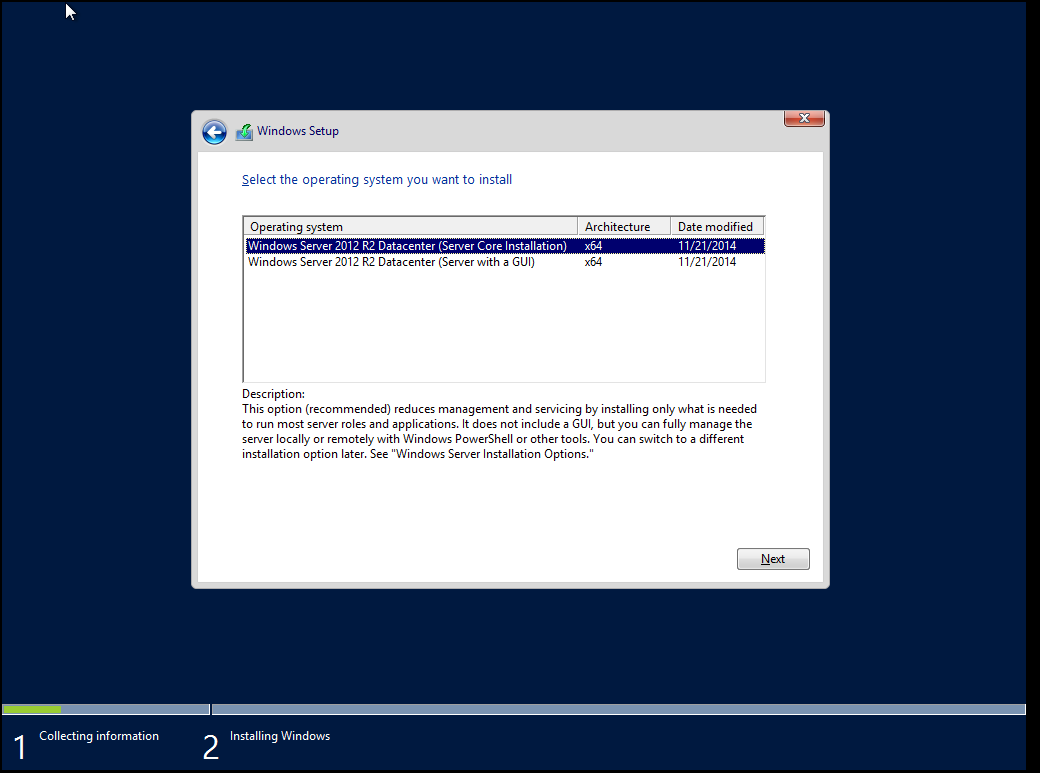 Windows Setup
Select the operating system you want to install
Operating system Architecture Date modified
Windows Server 2012 R2 Datacenter (Server Core Installation) x64 11/21/2014
Windows Server 2012 R2 Datacenter (Server with a GUI) x64 11/21/2014
Description:
This option (recommended) reduces management and servicing by installing only what is needed
to run most server roles and applications. It does not include a GUI, but you can fully manage the
server locally or remotely with Windows PowerShell or other tools. You can switch to a different
installation option later. See "Windows Server Installation Options."
Next
1 Collecting information 2 Installing Windows